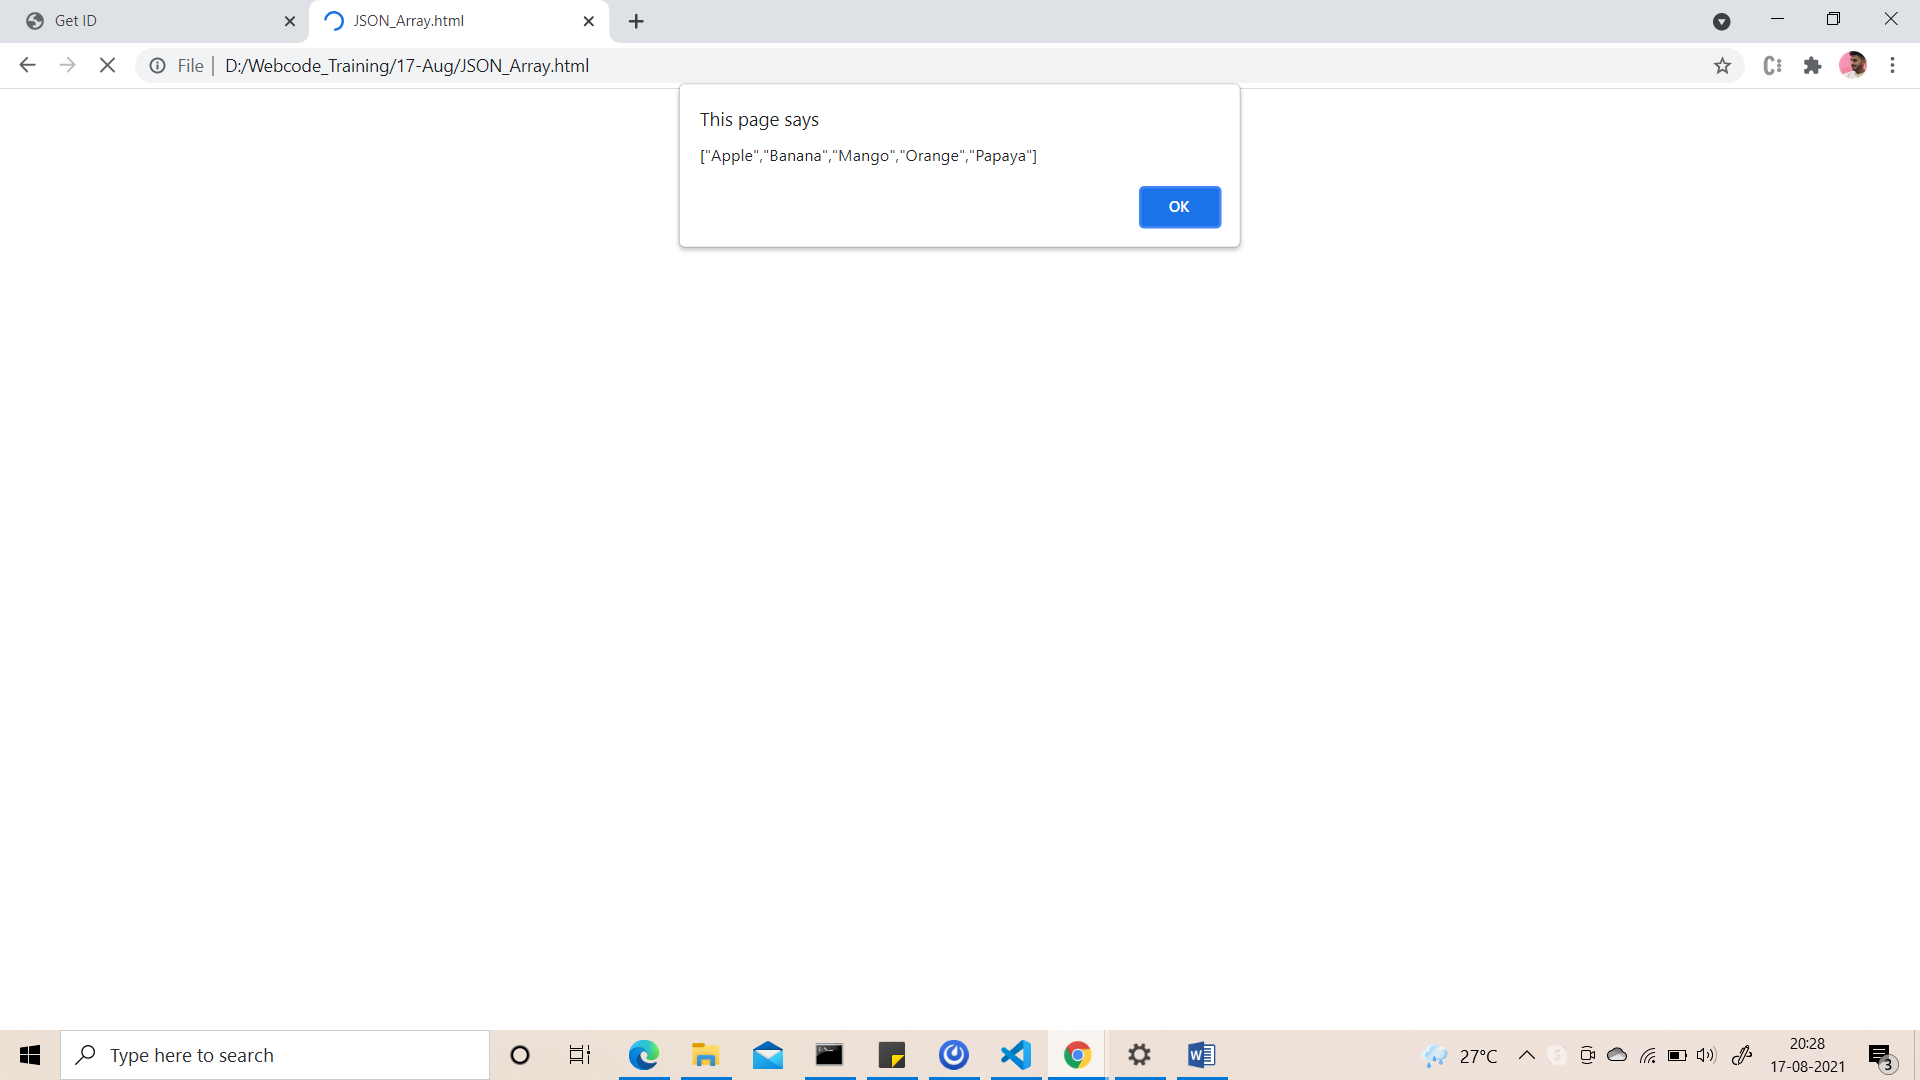 Get ID
JSON_Array.html
File | D:/Webcode_Training/17-Aug/JSON_Array.html
This page says
["Apple","Banana","Mango","Orange","Papaya"]
OK
Type here to search
27°C
20:28
17-08-2021
3